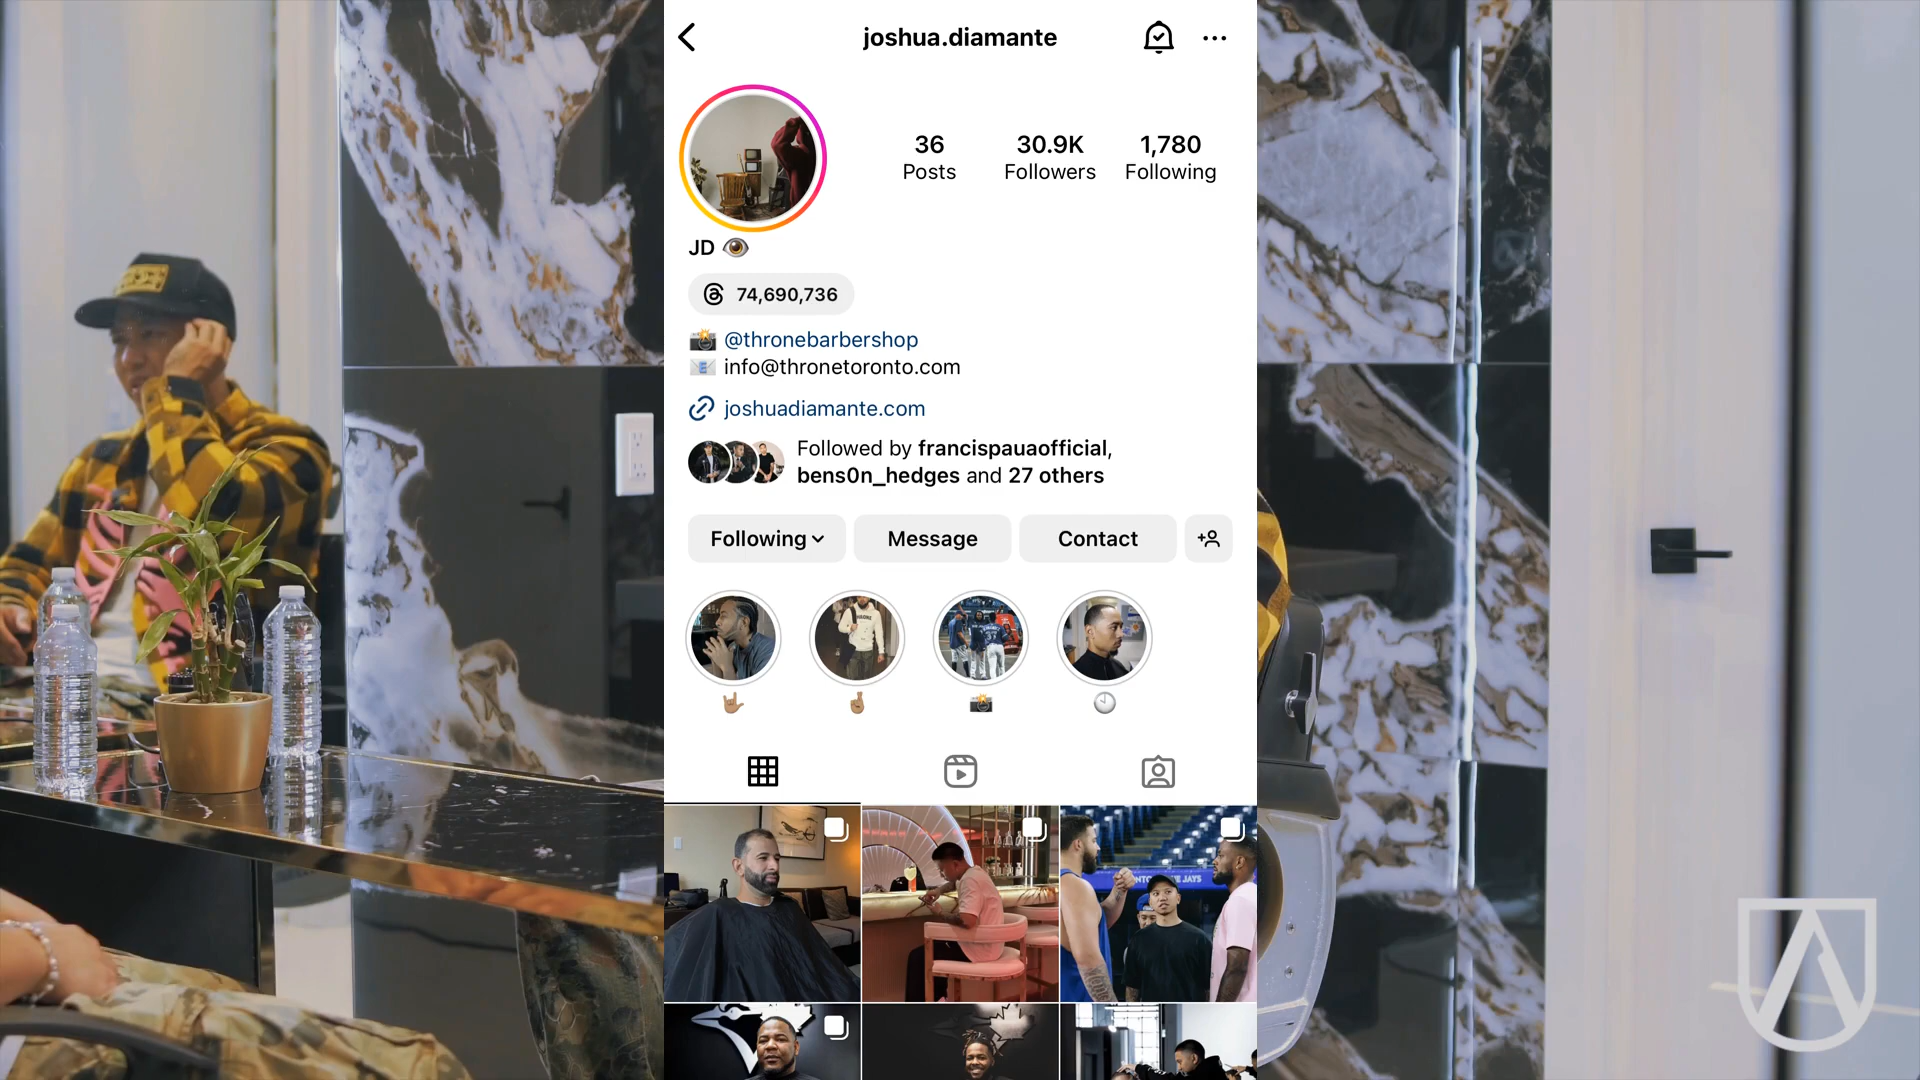 joshua.diamante
36
Posts
30.9K
Followers
1,780
Following
JD
74,690,736
@thronebarbershop
info@thronetoronto.com
joshuadiamante.com
Followed by francispauaofficial,
bens0n_hedges and 27 others
Following
Message
Contact